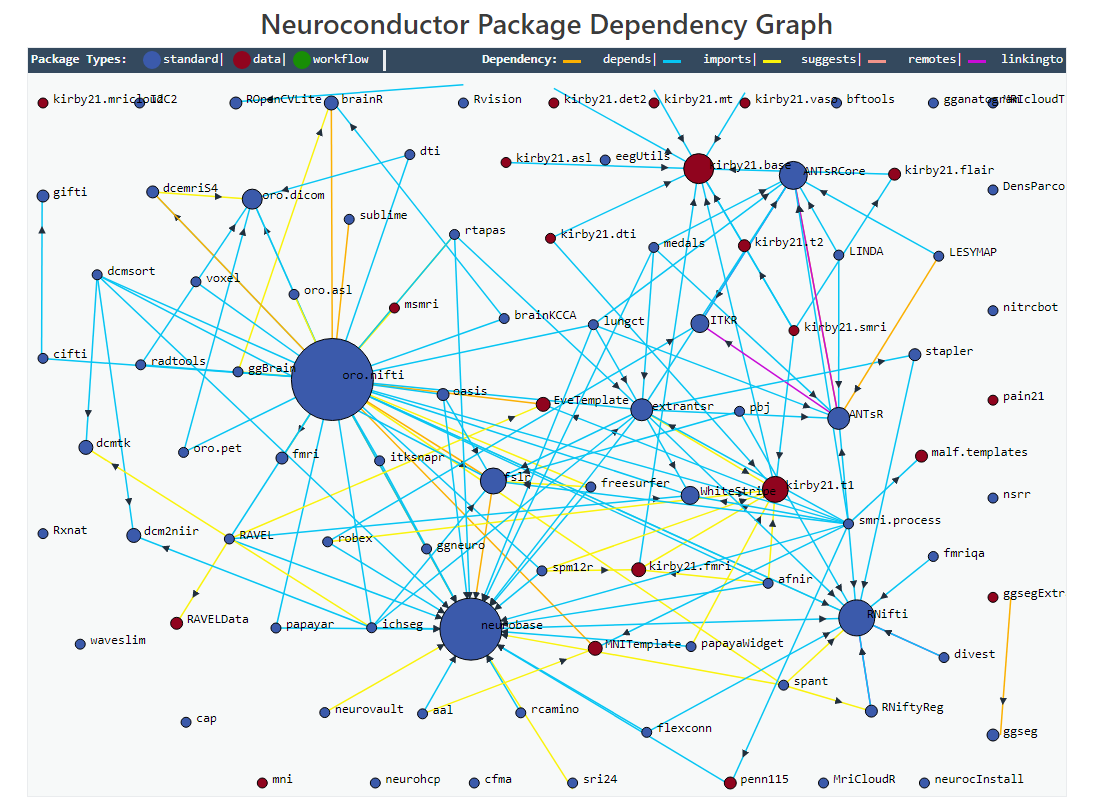 Neuroconductor Package Dependency Graph
Package Types: standard| data| workflow | Dependency: depends| imports| suggests| remotes| linkingto
kirby21.mricloud I2C2 ROpenCVLite brainR Rvision kirby21.det2 kirby21.mt kirby21.vaso bftools gganatogram MRIcloudT
dti kirby21.asl eegUtils kirby21.base ANTsRCore kirby21.flair
gifti dcemriS4 oro.dicom DensParco
sublime
rtapas kirby21.dti medals kirby21.t2 LINDA LESYMAP
dcmsort voxel
oro.asl msmri nitrcbot
brainKCCA lungct ITKR kirby21.smri
cifti radtools ggBrain oro.nifti stapler
oasis EveTemplate extrantsr pbj ANTsR pain21
dcmtk oro.pet fmri itksnapr malf.templates
fslr freesurfer WhiteStripe kirby21.t1 nsrr
Rxnat dcm2niir RAVEL robex ggneuro smri.process
spm12r kirby21.fmri afnir fmriqa
ggsegExtr
RAVELData papayar ichseg neurobase RNifti
waveslim MNITemplate papayaWidget divest
spant
cap neurovault aal rcamino RNiftyReg
flexconn ggseg
mni neurohcp cfma sri24 penn115 MriCloudR neurocInstall